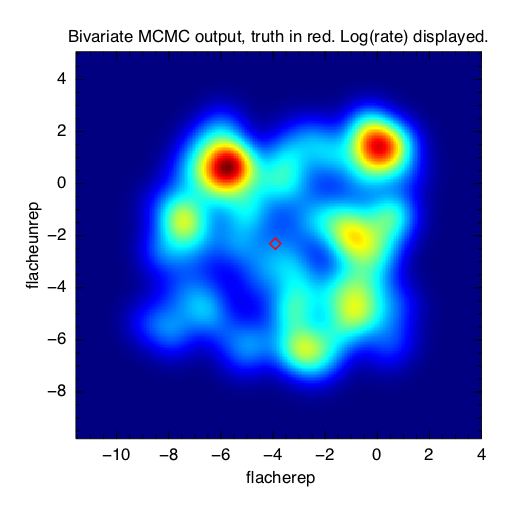 Bivariate MCMC output, truth in red. Log(rate) displayed.
4
2
0
−2
−4
−6
−8
flacheunrep
−10 −8 −6 −4 −2 0 2 4
flacherep